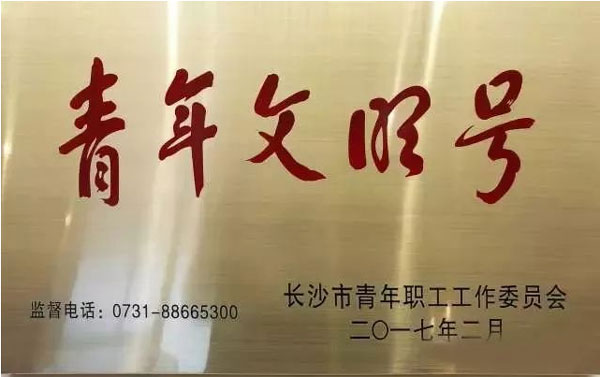 青年文明号
监督电话：0731-88665300
长沙市青年职工工作委员会
二〇一七年二月